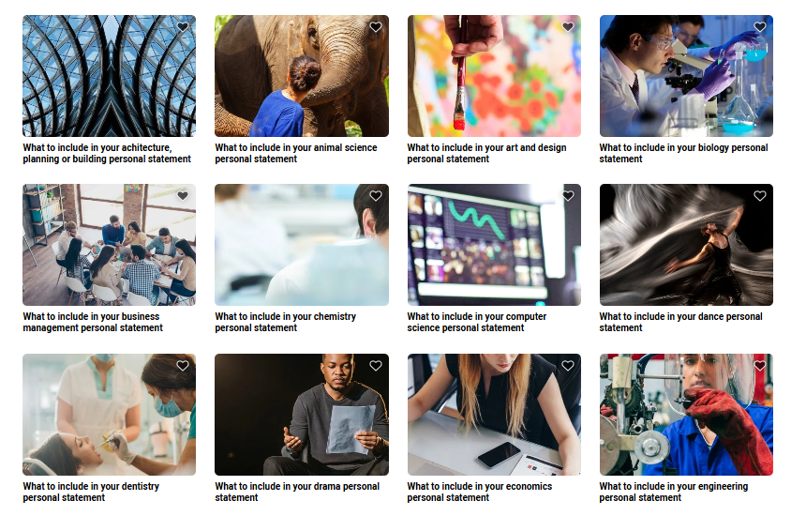 What to include in your achitecture,
planning or building personal statement
What to include in your animal science
personal statement
What to include in your art and design
personal statement
What to include in your biology personal
statement
What to include in your business
management personal statement
What to include in your chemistry
personal statement
What to include in your computer
science personal statement
What to include in your dance personal
statement
What to include in your dentistry
personal statement
What to include in your drama personal
statement
What to include in your economics
personal statement
What to include in your engineering
personal statement